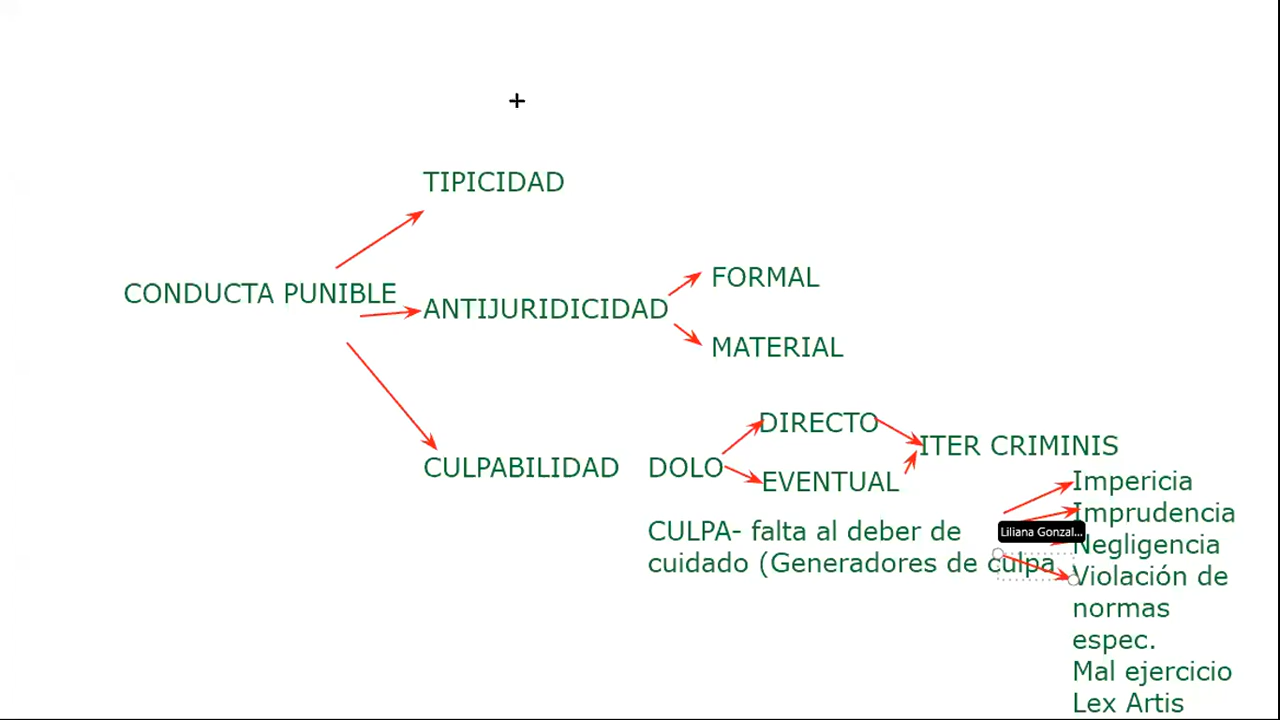 TIPICIDAD
FORMAL
CONDUCTA PUNIBLE
ANTIJURIDICIDAD
MATERIAL
DIRECTO
ITER CRIMINIS
CULPABILIDAD
DOLO
EVENTUAL
CULPA- falta al deber de
cuidado (Generadores de culpa
Liliana Gonzal...
Impericia
Imprudencia
Negligencia
Violación de
normas
espec.
Mal ejercicio
Lex Artis